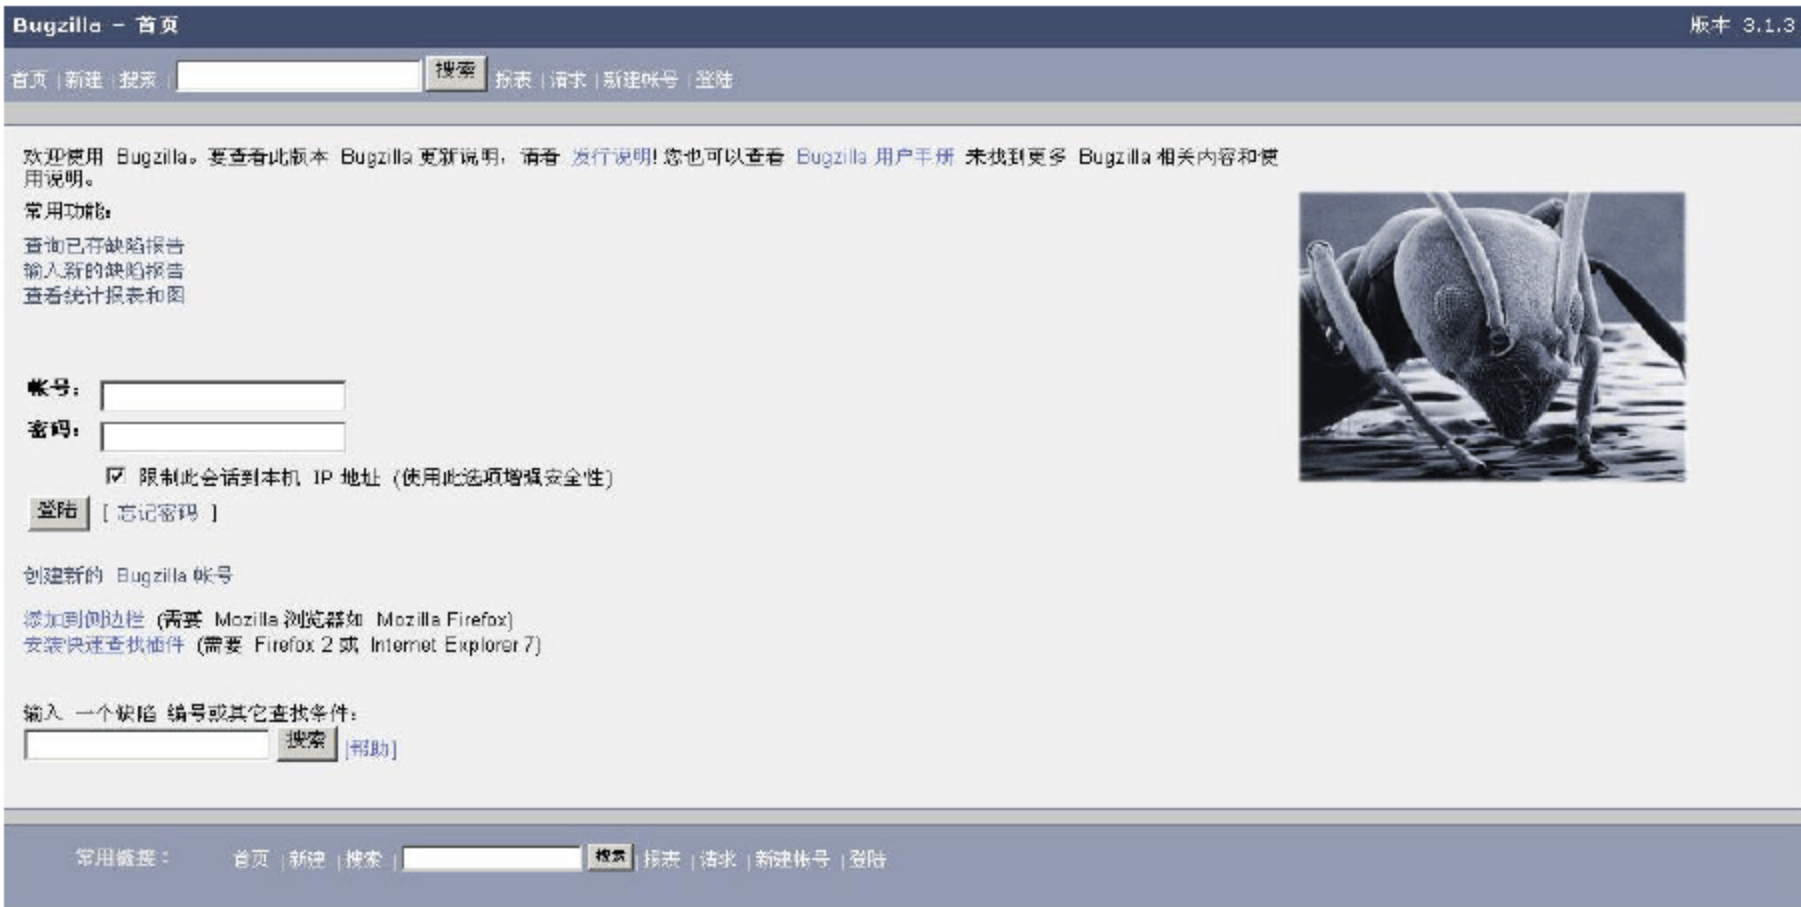 Bugzilla - 首页
版本 3.1.3
首页 | 新建 | 搜索 | 搜索 报表 | 请求 | 新建帐号 | 登陆
欢迎使用 Bugzilla。要查看此版本 Bugzilla 更新说明, 请看 发行说明! 您也可以查看 Bugzilla 用户手册 来找到更多 Bugzilla 相关内容和使
用说明。
常用功能:
查询已存缺陷报告
输入新的缺陷报告
查看统计报表和图
帐号:
密码:
限制此会话到本机 IP 地址 (使用此选项增强安全性)
登陆 [ 忘记密码 ]
创建新的 Bugzilla 帐号
添加到侧边栏 (需要 Mozilla 浏览器如 Mozilla Firefox)
安装快速查找插件 (需要 Firefox 2 或 Internet Explorer 7)
输入 一个缺陷 编号或其它查找条件:
搜索 [帮助]
常用链接: 首页 | 新建 | 搜索 | 搜索 | 报表 | 请求 | 新建帐号 | 登陆